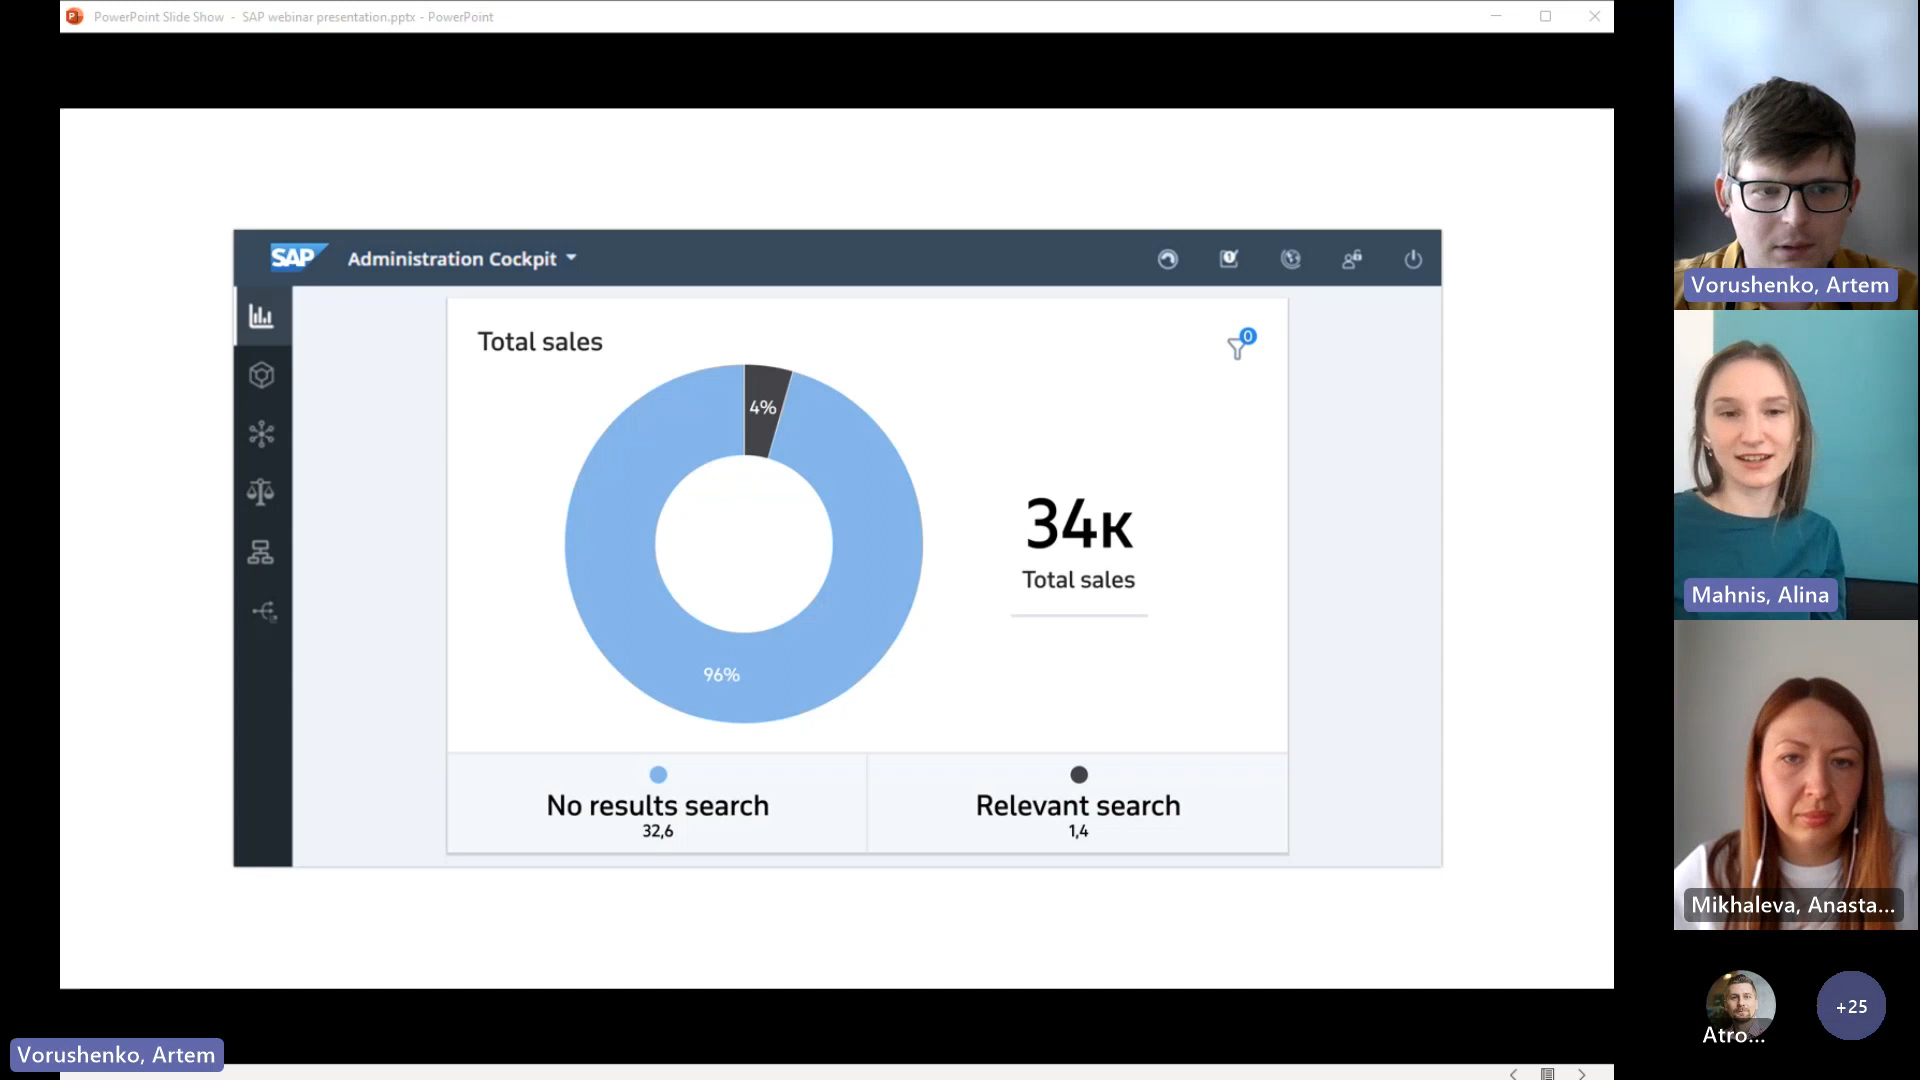 PowerPoint Slide Show - SAP webinar presentation.pptx - PowerPoint
SAP Administration Cockpit
Total sales
0
4%
96%
34K
Total sales
No results search
32,6
Relevant search
1,4
Vorushenko, Artem
Mahnis, Alina
Mikhaleva, Anasta...
Atro...
+25
Vorushenko, Artem